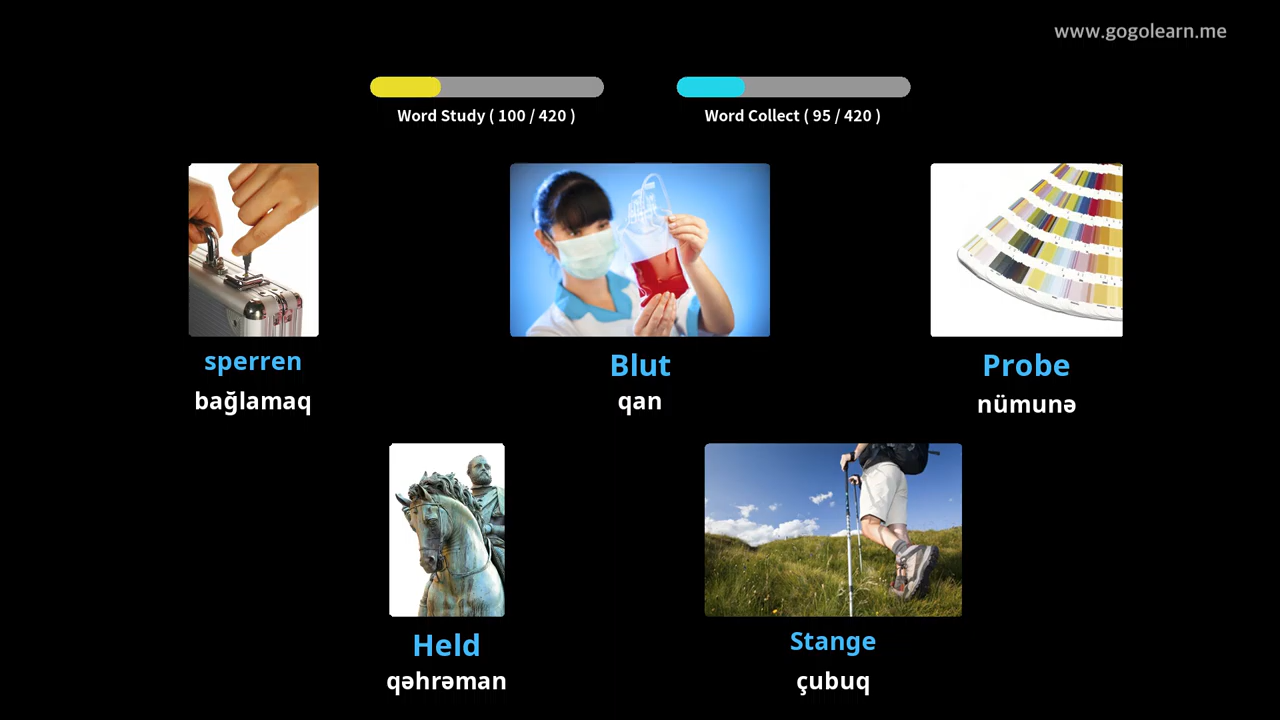 www.gogolearn.me
Word Study ( 100 / 420 )
Word Collect ( 95 / 420 )
sperren
bağlamaq
Blut
qan
Probe
nümunə
Held
qəhrəman
Stange
çubuq